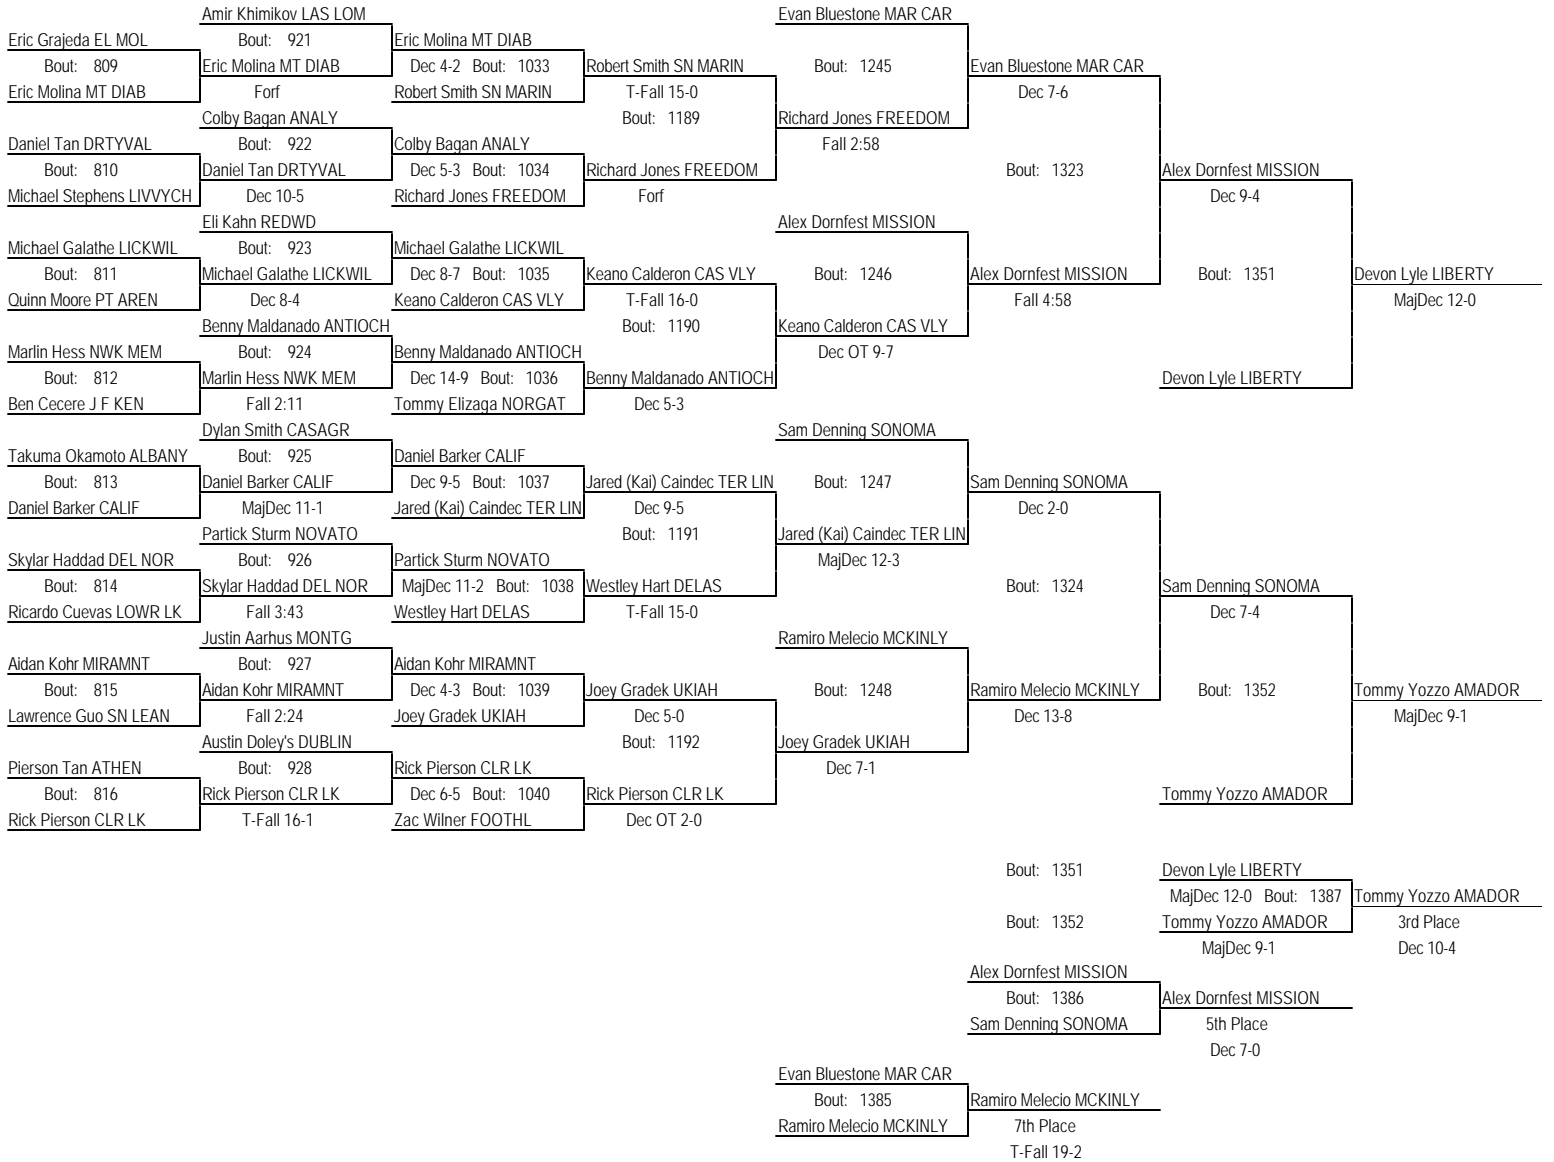 Amir Khimikov LAS LOM Evan Bluestone MAR CAR
Eric Grajeda EL MOL Bout: 921 Eric Molina MT DIAB
Bout: 809 Eric Molina MT DIAB Dec 4-2 Bout: 1033 Robert Smith SN MARIN Bout: 1245 Evan Bluestone MAR CAR
Eric Molina MT DIAB Forf Robert Smith SN MARIN T-Fall 15-0 Dec 7-6
Colby Bagan ANALY Bout: 1189 Richard Jones FREEDOM
Daniel Tan DRTYVAL Bout: 922 Colby Bagan ANALY Fall 2:58
Bout: 810 Daniel Tan DRTYVAL Dec 5-3 Bout: 1034 Richard Jones FREEDOM Bout: 1323 Alex Dornfest MISSION
Michael Stephens LIVVYCH Dec 10-5 Richard Jones FREEDOM Forf Dec 9-4
Eli Kahn REDWD Alex Dornfest MISSION
Michael Galathe LICKWIL Bout: 923 Michael Galathe LICKWIL
Bout: 811 Michael Galathe LICKWIL Dec 8-7 Bout: 1035 Keano Calderon CAS VLY Bout: 1246 Alex Dornfest MISSION Bout: 1351 Devon Lyle LIBERTY
Quinn Moore PT AREN Dec 8-4 Keano Calderon CAS VLY T-Fall 16-0 Fall 4:58 MajDec 12-0
Benny Maldanado ANTIOCH Bout: 1190 Keano Calderon CAS VLY
Marlin Hess NWK MEM Bout: 924 Benny Maldanado ANTIOCH Dec OT 9-7
Bout: 812 Marlin Hess NWK MEM Dec 14-9 Bout: 1036 Benny Maldanado ANTIOCH Devon Lyle LIBERTY
Ben Cecere J F KEN Fall 2:11 Tommy Elizaga NORGAT Dec 5-3
Dylan Smith CASAGR Sam Denning SONOMA
Takuma Okamoto ALBANY Bout: 925 Daniel Barker CALIF
Bout: 813 Daniel Barker CALIF Dec 9-5 Bout: 1037 Jared (Kai) Caindec TER LIN Bout: 1247 Sam Denning SONOMA
Daniel Barker CALIF MajDec 11-1 Jared (Kai) Caindec TER LIN Dec 9-5 Dec 2-0
Partick Sturm NOVATO Bout: 1191 Jared (Kai) Caindec TER LIN
Skylar Haddad DEL NOR Bout: 926 Partick Sturm NOVATO MajDec 12-3
Bout: 814 Skylar Haddad DEL NOR MajDec 11-2 Bout: 1038 Westley Hart DELAS Bout: 1324 Sam Denning SONOMA
Ricardo Cuevas LOWR LK Fall 3:43 Westley Hart DELAS T-Fall 15-0 Dec 7-4
Justin Aarhus MONTG Ramiro Melecio MCKINLY
Aidan Kohr MIRAMNT Bout: 927 Aidan Kohr MIRAMNT
Bout: 815 Aidan Kohr MIRAMNT Dec 4-3 Bout: 1039 Joey Gradek UKIAH Bout: 1248 Ramiro Melecio MCKINLY Bout: 1352 Tommy Yozzo AMADOR
Lawrence Guo SN LEAN Fall 2:24 Joey Gradek UKIAH Dec 5-0 Dec 13-8 MajDec 9-1
Austin Doley's DUBLIN Bout: 1192 Joey Gradek UKIAH
Pierson Tan ATHEN Bout: 928 Rick Pierson CLR LK Dec 7-1
Bout: 816 Rick Pierson CLR LK Dec 6-5 Bout: 1040 Rick Pierson CLR LK Tommy Yozzo AMADOR
Rick Pierson CLR LK T-Fall 16-1 Zac Wilner FOOTHL Dec OT 2-0
Bout: 1351 Devon Lyle LIBERTY
MajDec 12-0 Bout: 1387 Tommy Yozzo AMADOR
Bout: 1352 Tommy Yozzo AMADOR 3rd Place
MajDec 9-1 Dec 10-4
Alex Dornfest MISSION
Bout: 1386 Alex Dornfest MISSION
Sam Denning SONOMA 5th Place
Dec 7-0
Evan Bluestone MAR CAR
Bout: 1385 Ramiro Melecio MCKINLY
Ramiro Melecio MCKINLY 7th Place
T-Fall 19-2